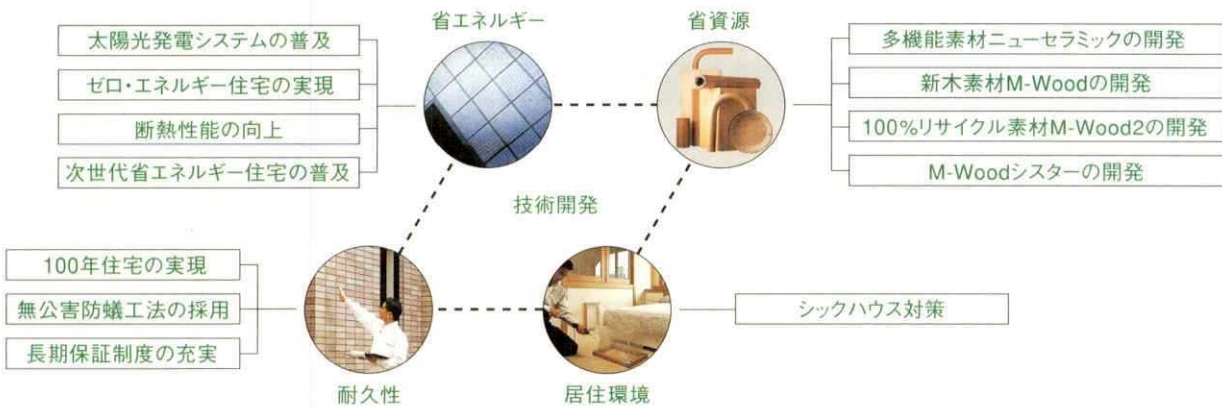 省エネルギー
太陽光発電システムの普及
ゼロ・エネルギー住宅の実現
断熱性能の向上
次世代省エネルギー住宅の普及
省資源
多機能素材ニューセラミックの開発
新木素材M-Woodの開発
100%リサイクル素材M-Wood2の開発
M-Woodシスターの開発
技術開発
100年住宅の実現
無公害防蟻工法の採用
長期保証制度の充実
耐久性
シックハウス対策
居住環境